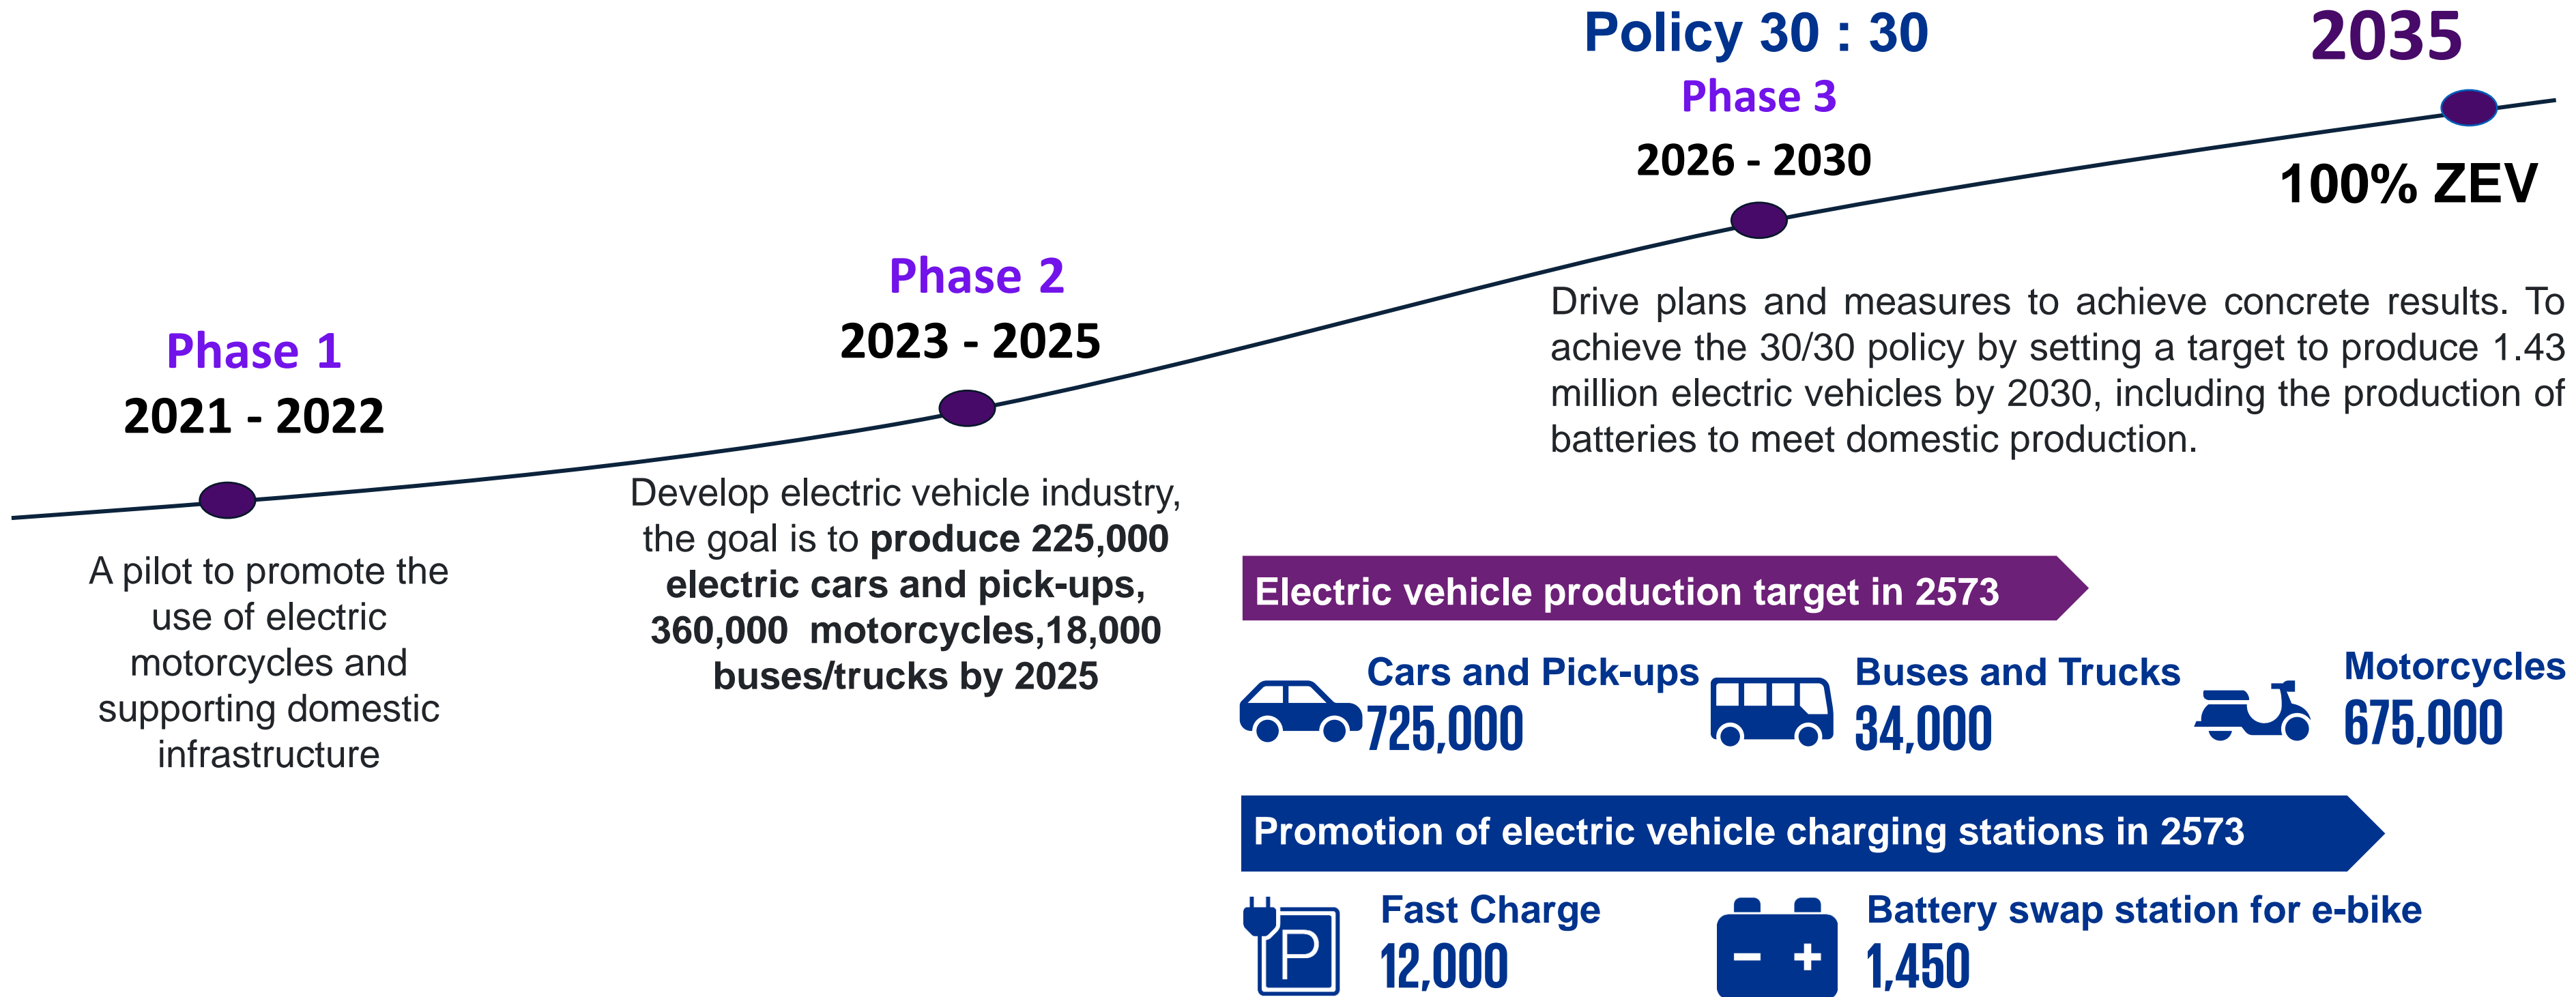 Policy 30 : 30
Phase 3
2026 - 2030
2035
100% ZEV
Phase 2
2023 - 2025
Phase 1
2021 - 2022
A pilot to promote the
use of electric
motorcycles and
supporting domestic
infrastructure
Develop electric vehicle industry,
the goal is to produce 225,000
electric cars and pick-ups,
360,000 motorcycles,18,000
buses/trucks by 2025
Drive plans and measures to achieve concrete results. To
achieve the 30/30 policy by setting a target to produce 1.43
million electric vehicles by 2030, including the production of
batteries to meet domestic production.
Electric vehicle production target in 2573
Cars and Pick-ups
725,000
Buses and Trucks
34,000
Motorcycles
675,000
Promotion of electric vehicle charging stations in 2573
P
Fast Charge
12,000
Battery swap station for e-bike
1,450